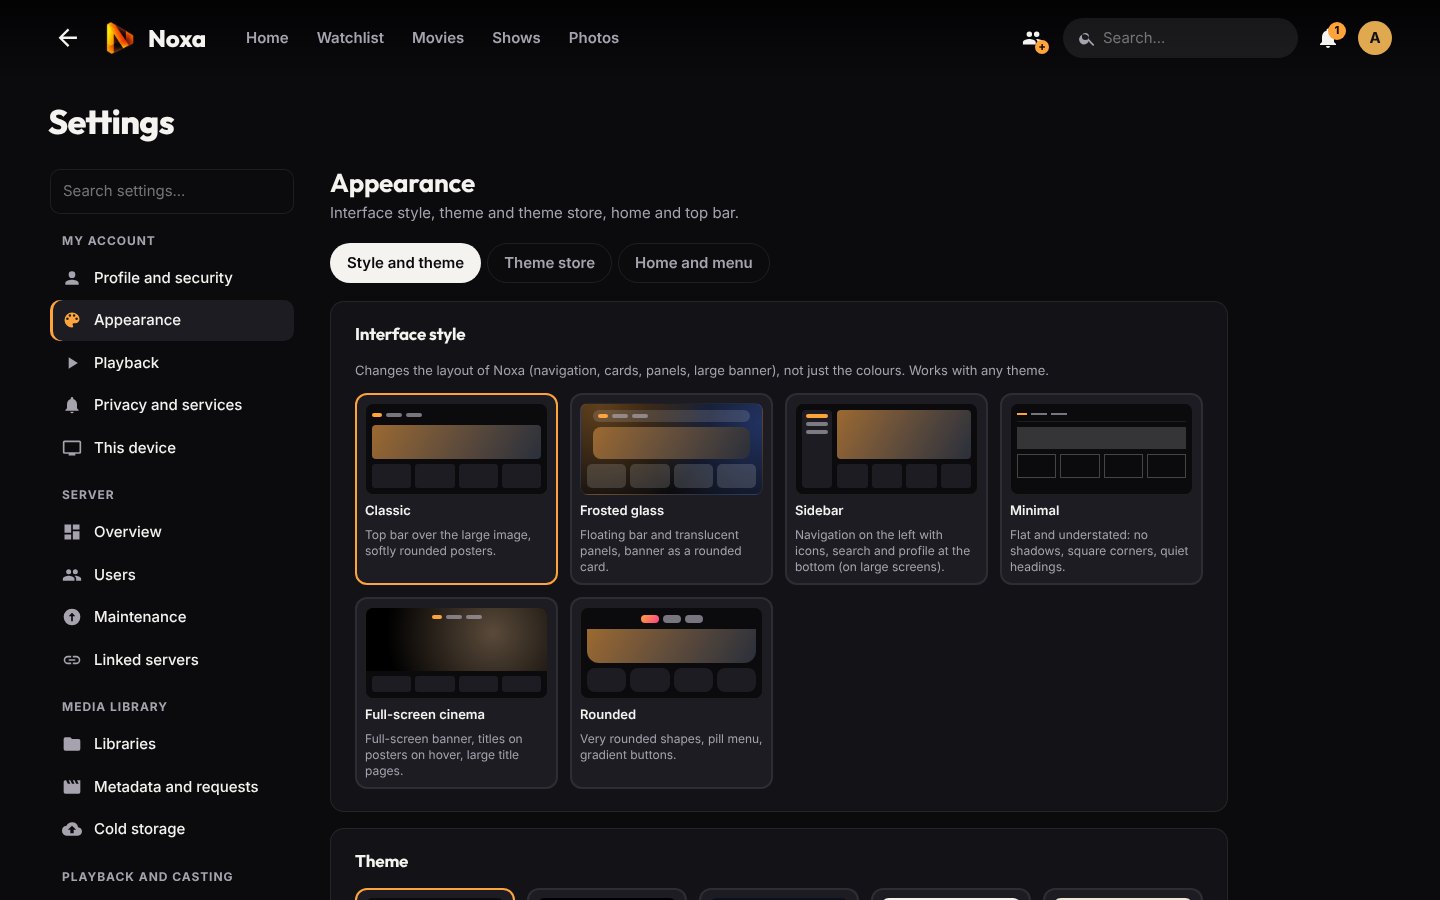 Noxa
Home
Watchlist
Movies
Shows
Photos
Search...
1
A
Settings
Search settings...
MY ACCOUNT
Profile and security
Appearance
Playback
Privacy and services
This device
SERVER
Overview
Users
Maintenance
Linked servers
MEDIA LIBRARY
Libraries
Metadata and requests
Cold storage
PLAYBACK AND CASTING
Appearance
Interface style, theme and theme store, home and top bar.
Style and theme
Theme store
Home and menu
Interface style
Changes the layout of Noxa (navigation, cards, panels, large banner), not just the colours. Works with any theme.
Classic
Top bar over the large image,
softly rounded posters.
Frosted glass
Floating bar and translucent
panels, banner as a rounded
card.
Sidebar
Navigation on the left with
icons, search and profile at the
bottom (on large screens).
Minimal
Flat and understated: no
shadows, square corners, quiet
headings.
Full-screen cinema
Full-screen banner, titles on
posters on hover, large title
pages.
Rounded
Very rounded shapes, pill menu,
gradient buttons.
Theme